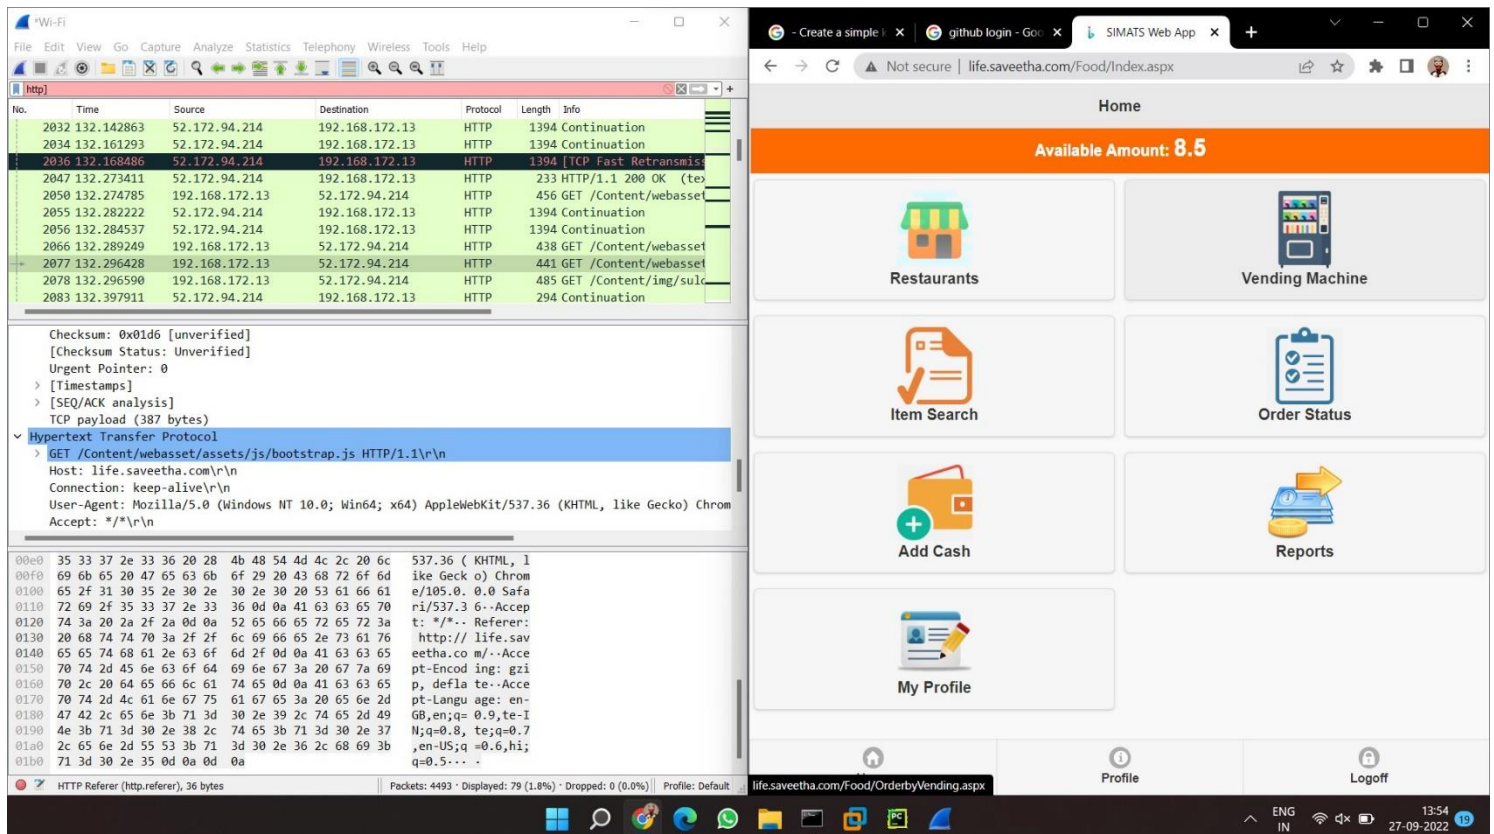 *Wi-Fi
File Edit View Go Capture Analyze Statistics Telephony Wireless Tools Help
http]
No. Time Source Destination Protocol Length Info
2032 132.142863 52.172.94.214 192.168.172.13 HTTP 1394 Continuation
2034 132.161293 52.172.94.214 192.168.172.13 HTTP 1394 Continuation
2036 132.168486 52.172.94.214 192.168.172.13 HTTP 1394 [TCP Fast Retransmiss
2047 132.273411 52.172.94.214 192.168.172.13 HTTP 233 HTTP/1.1 200 OK (tex
2050 132.274785 192.168.172.13 52.172.94.214 HTTP 456 GET /Content/webasset
2055 132.282222 52.172.94.214 192.168.172.13 HTTP 1394 Continuation
2056 132.284537 52.172.94.214 192.168.172.13 HTTP 1394 Continuation
2066 132.289249 192.168.172.13 52.172.94.214 HTTP 438 GET /Content/webasset
2077 132.296428 192.168.172.13 52.172.94.214 HTTP 441 GET /Content/webasset
2078 132.296590 192.168.172.13 52.172.94.214 HTTP 485 GET /Content/img/sulo
2083 132.397911 52.172.94.214 192.168.172.13 HTTP 294 Continuation
Checksum: 0x01d6 [unverified]
[Checksum Status: Unverified]
Urgent Pointer: 0
[Timestamps]
[SEQ/ACK analysis]
TCP payload (387 bytes)
Hypertext Transfer Protocol
GET /Content/webasset/assets/js/bootstrap.js HTTP/1.1\r\n
Host: life.saveetha.com\r\n
Connection: keep-alive\r\n
User-Agent: Mozilla/5.0 (Windows NT 10.0; Win64; x64) AppleWebKit/537.36 (KHTML, like Gecko) Chrom
Accept: */*\r\n
00e0 35 33 37 2e 33 36 20 28 4b 48 54 4d 4c 2c 20 6c 537.36 ( KHTML, l
00f0 69 6b 65 20 47 65 63 6b 6f 29 20 43 68 72 6f 6d ike Geck o) Chrom
0100 65 2f 31 30 35 2e 30 2e 30 2e 30 20 53 61 66 61 e/105.0. 0.0 Safa
0110 72 69 2f 35 33 37 2e 33 36 0d 0a 41 63 63 65 70 ri/537.3 6··Accep
0120 74 3a 20 2a 2f 2a 0d 0a 52 65 66 65 72 65 72 3a t: */*·· Referer:
0130 20 68 74 74 70 3a 2f 2f 6c 69 66 65 2e 73 61 76 http:// life.sav
0140 65 65 74 68 61 2e 63 6f 6d 2f 0d 0a 41 63 63 65 eetha.co m/··Acce
0150 70 74 2d 45 6e 63 6f 64 69 6e 67 3a 20 67 7a 69 pt-Encod ing: gzi
0160 70 2c 20 64 65 66 6c 61 74 65 0d 0a 41 63 63 65 p, defla te··Acce
0170 70 74 2d 4c 61 6e 67 75 61 67 65 3a 20 65 6e 2d pt-Langu age: en-
0180 47 42 2c 65 6e 3b 71 3d 30 2e 39 2c 74 65 2d 49 GB,en;q= 0.9,te-I
0190 4e 3b 71 3d 30 2e 38 2c 74 65 3b 71 3d 30 2e 37 N;q=0.8, te;q=0.7
01a0 2c 65 6e 2d 55 53 3b 71 3d 30 2e 36 2c 68 69 3b ,en-US;q =0.6,hi;
01b0 71 3d 30 2e 35 0d 0a 0d 0a q=0.5··· ·
HTTP Referer (http.referer), 36 bytes Packets: 4493 · Displayed: 79 (1.8%) · Dropped: 0 (0.0%) Profile: Default
- Create a simple github login - Goo SIMATS Web App
Not secure | life.saveetha.com/Food/Index.aspx
Home
Available Amount: 8.5
Restaurants Vending Machine
Item Search Order Status
Add Cash Reports
My Profile
Profile Logoff
life.saveetha.com/Food/OrderbyVending.aspx
ENG 13:54
IN 27-09-2022 19